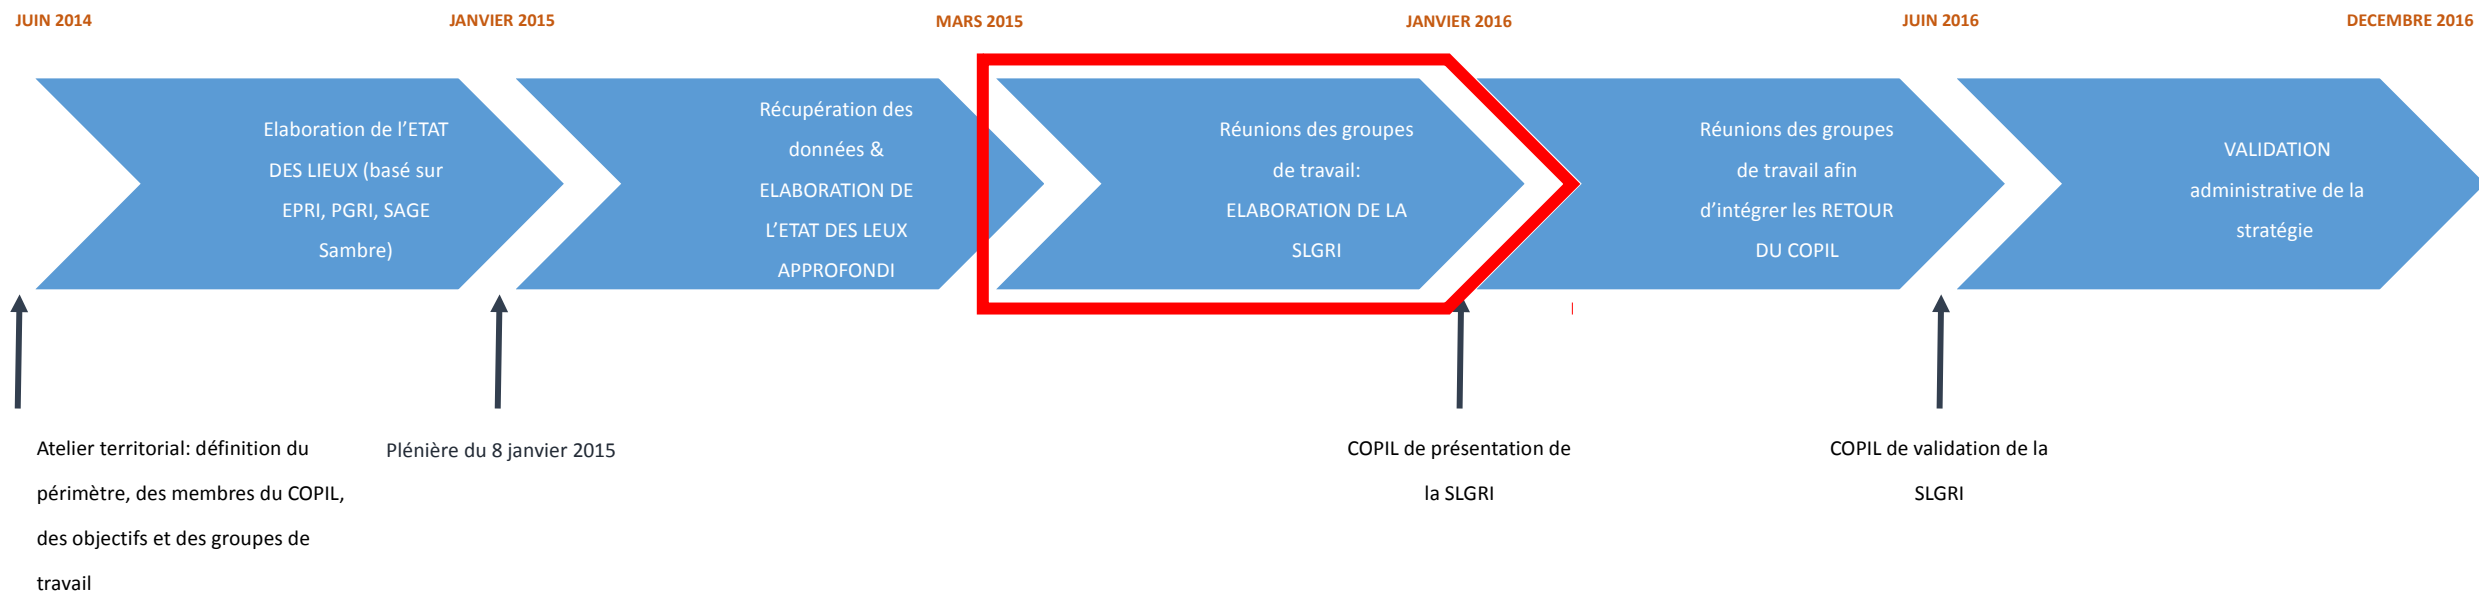 JUIN 2014
JANVIER 2015
MARS 2015
JANVIER 2016
JUIN 2016
DECEMBRE 2016
Elaboration de l’ETAT
DES LIEUX (basé sur
EPRI, PGRI, SAGE
Sambre)
Récupération des
données &
ELABORATION DE
L’ETAT DES LEUX
APPROFONDI
Réunions des groupes
de travail:
ELABORATION DE LA
SLGRI
Réunions des groupes
de travail afin
d’intégrer les RETOUR
DU COPIL
VALIDATION
administrative de la
stratégie
Atelier territorial: définition du
périmètre, des membres du COPIL,
des objectifs et des groupes de
travail
Plénière du 8 janvier 2015
COPIL de présentation de
la SLGRI
COPIL de validation de la
SLGRI